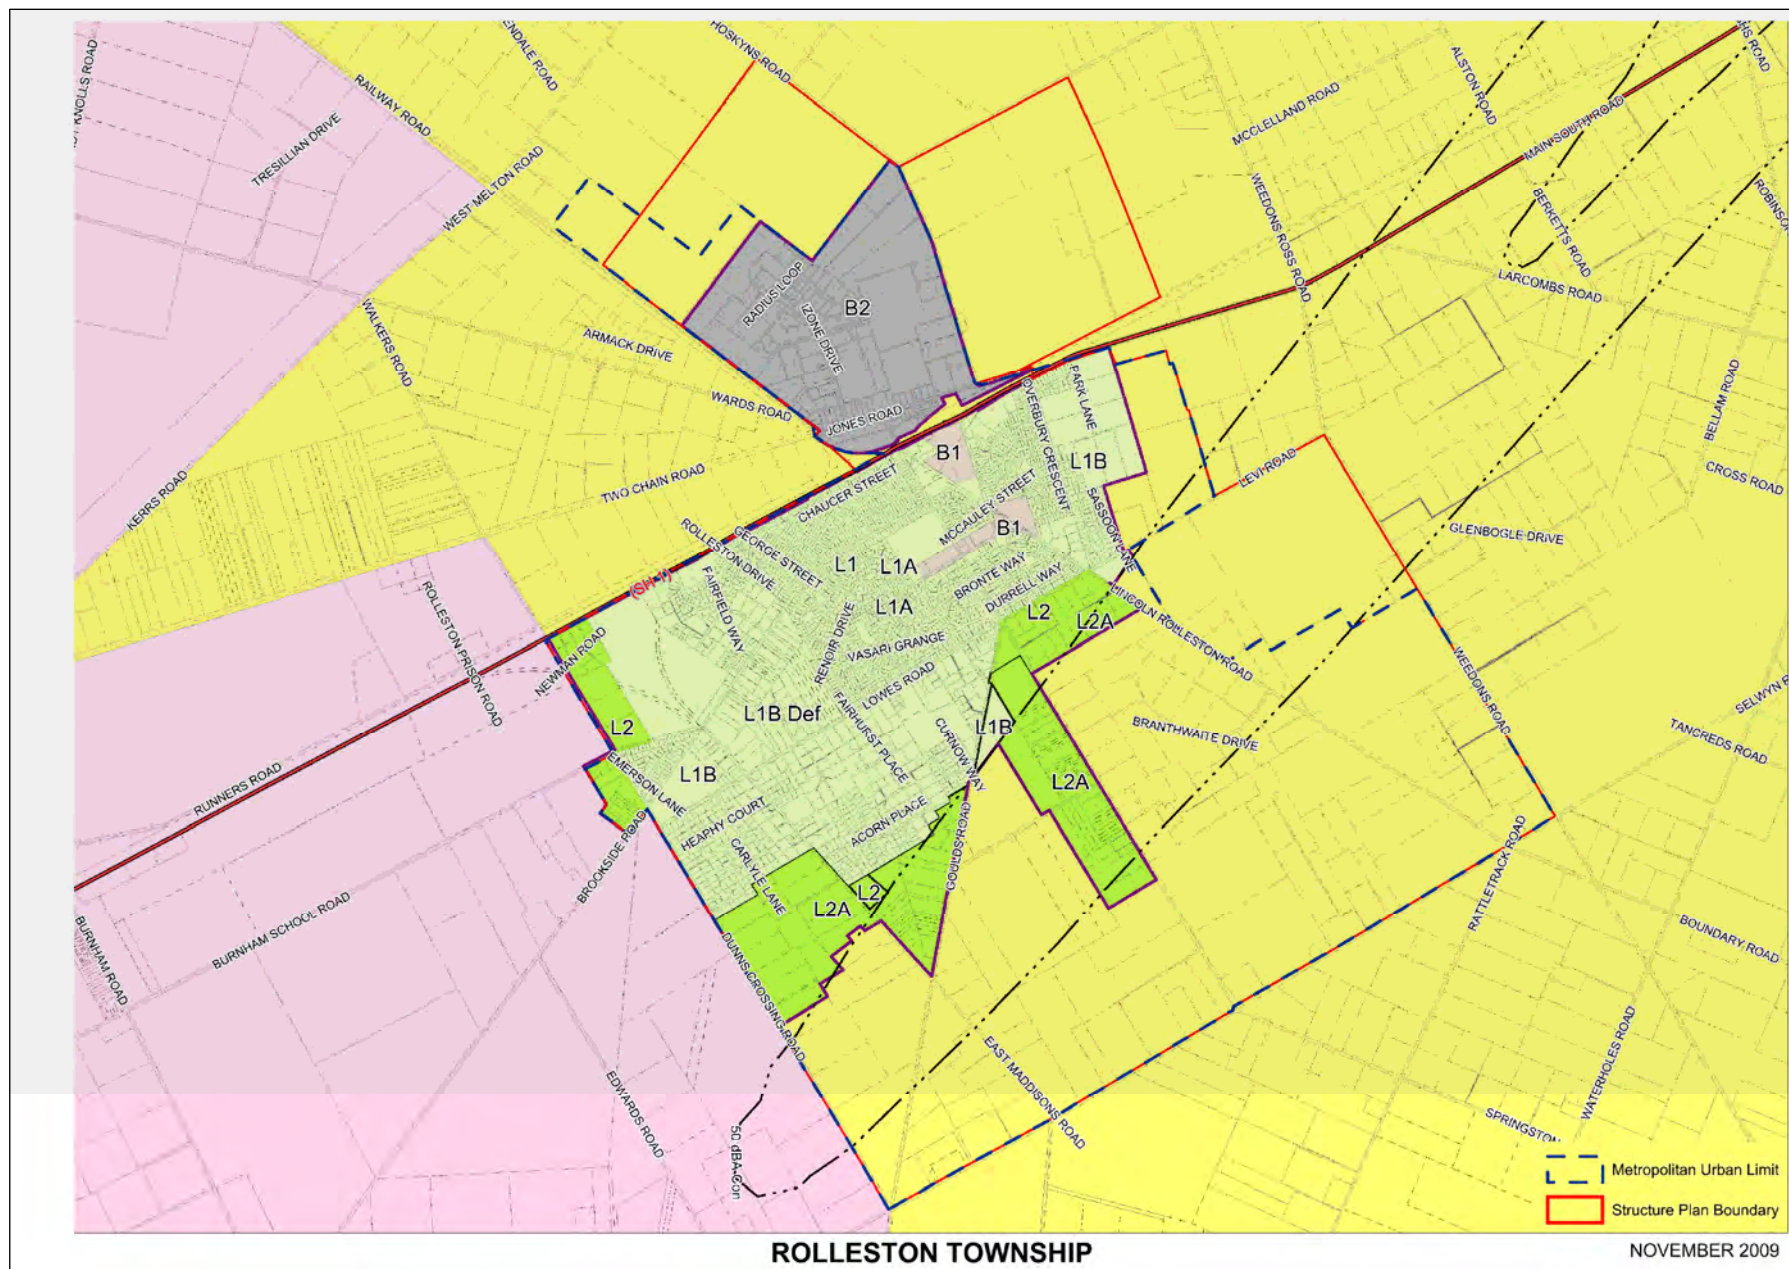 HOSKYNS ROAD
ALSTON ROAD
KNOLLS ROAD
RAILWAY ROAD
MCCLELLAND ROAD
MAIN SOUTH ROAD
TRESILLIAN DRIVE
WEST MELTON ROAD
WEEDONS ROSS ROAD
BERKETTS ROAD
LARCOMBS ROAD
RADIUS LOOP
IZONE DRIVE
B2
WALKERS ROAD
ARMACK DRIVE
WARDS ROAD
JONES ROAD
OVERBURY CRESCENT
PARK LANE
BELLAM ROAD
B1
L1B
LEVI ROAD
CROSS ROAD
KERRS ROAD
TWO CHAIN ROAD
CHAUCER STREET
MCCAULEY STREET
SASSOON LANE
GLENBOGLE DRIVE
B1
ROLLESTON DRIVE
GEORGE STREET
L1
L1A
BRONTE WAY
DURRELL WAY
(SH 1)
FAIRFIELD WAY
L1A
L2
L2A
LINCOLN ROLLESTON ROAD
ROLLESTON PRISON ROAD
NEWMAN ROAD
RENOIR DRIVE
VASARI GRANGE
LOWES ROAD
WEEDONS ROAD
L2
L1B Def
FAIRHURST PLACE
CURNOW WAY
L1B
BRANTHWAITE DRIVE
TANCREDS ROAD
RUNNERS ROAD
EMERSON LANE
L1B
L2A
HEAPHY COURT
ACORN PLACE
GOULDS ROAD
BROOKSIDE ROAD
CARLYLE LANE
L2
L2A
RATTLETRACK ROAD
BURNHAM SCHOOL ROAD
BURNHAM ROAD
DUNNS CROSSING ROAD
BOUNDARY ROAD
EDWARDS ROAD
EAST MADDISONS ROAD
WATERHOLES ROAD
50 dBA Con
SPRINGSTON
Metropolitan Urban Limit
Structure Plan Boundary
ROLLESTON TOWNSHIP
NOVEMBER 2009